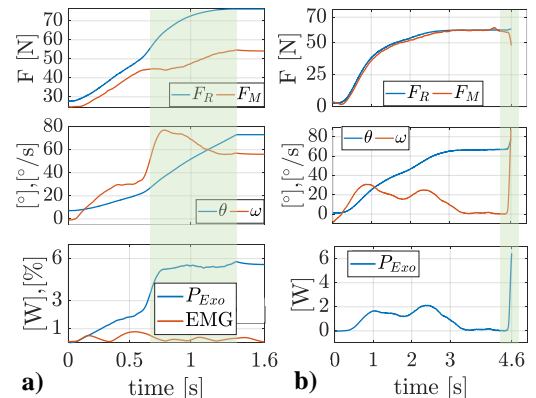 F [N]
70
60
50
40
30
F_R F_M
[°],[°/s]
80
60
40
20
0
θ ω
[W],[%]
6
3
1
P_Exo
EMG
0 0.5 1 1.6
a) time [s]
F [N]
70
50
25
0
F_R F_M
[°],[°/s]
80
60
40
20
0
θ ω
[W]
6
4
2
0
P_Exo
0 1 2 3 4.6
b) time [s]